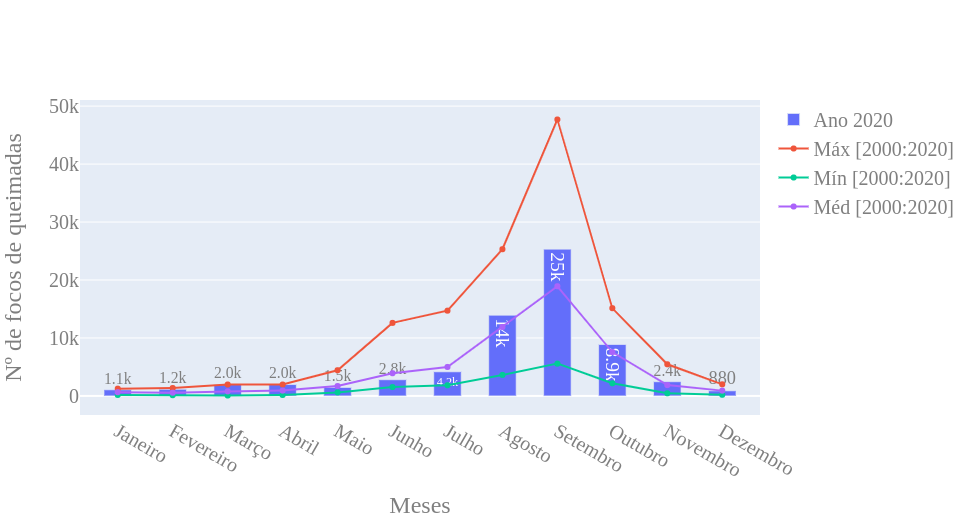 50k
40k
30k
20k
10k
0
Nº de focos de queimadas
1.1k
1.2k
2.0k
2.0k
1.5k
2.8k
4.2k
14k
25k
8.9k
2.4k
880
Janeiro
Fevereiro
Março
Abril
Maio
Junho
Julho
Agosto
Setembro
Outubro
Novembro
Dezembro
Meses
Ano 2020
Máx [2000:2020]
Mín [2000:2020]
Méd [2000:2020]